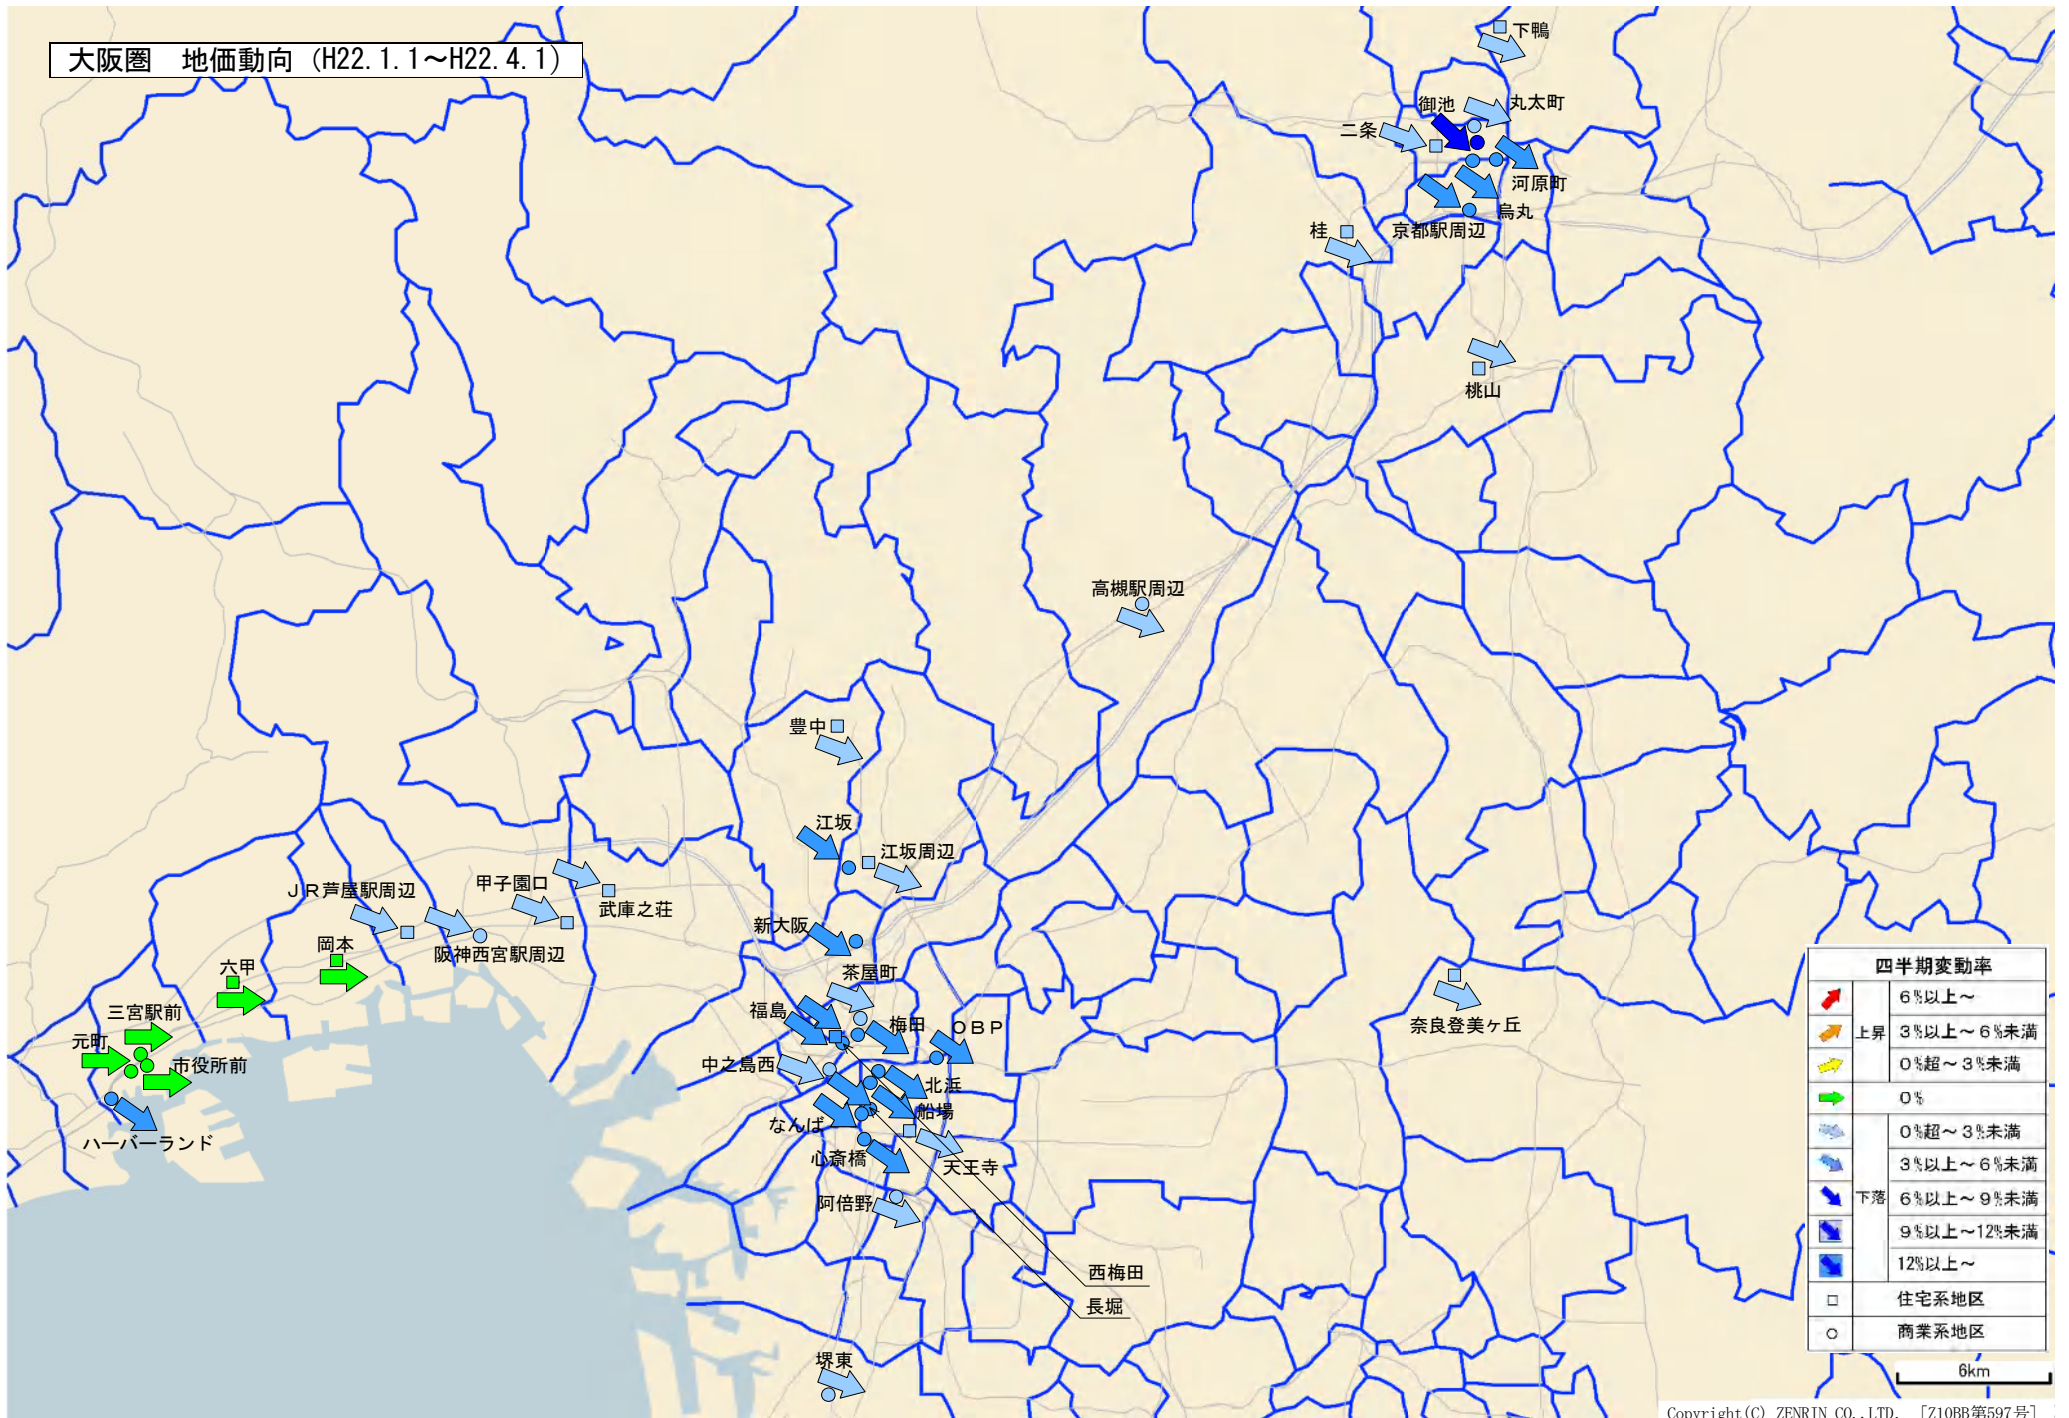 大阪圏　地価動向 (H22.1.1～H22.4.1)
下鴨
御池
丸太町
二条
河原町
烏丸
京都駅周辺
桂
桃山
高槻駅周辺
豊中
江坂
江坂周辺
甲子園口
武庫之荘
ＪＲ芦屋駅周辺
阪神西宮駅周辺
岡本
六甲
三宮駅前
元町
市役所前
ハーバーランド
新大阪
茶屋町
福島
梅田
ＯＢＰ
中之島西
北浜
船場
なんば
心斎橋
天王寺
阿倍野
奈良登美ヶ丘
西梅田
長堀
堺東
四半期変動率
上昇
6%以上～
3%以上～6%未満
0%超～3%未満
0%
下落
0%超～3%未満
3%以上～6%未満
6%以上～9%未満
9%以上～12%未満
12%以上～
□ 住宅系地区
○ 商業系地区
6km
Copyright(C) ZENRIN CO.,LTD. [Z10BB第597号]